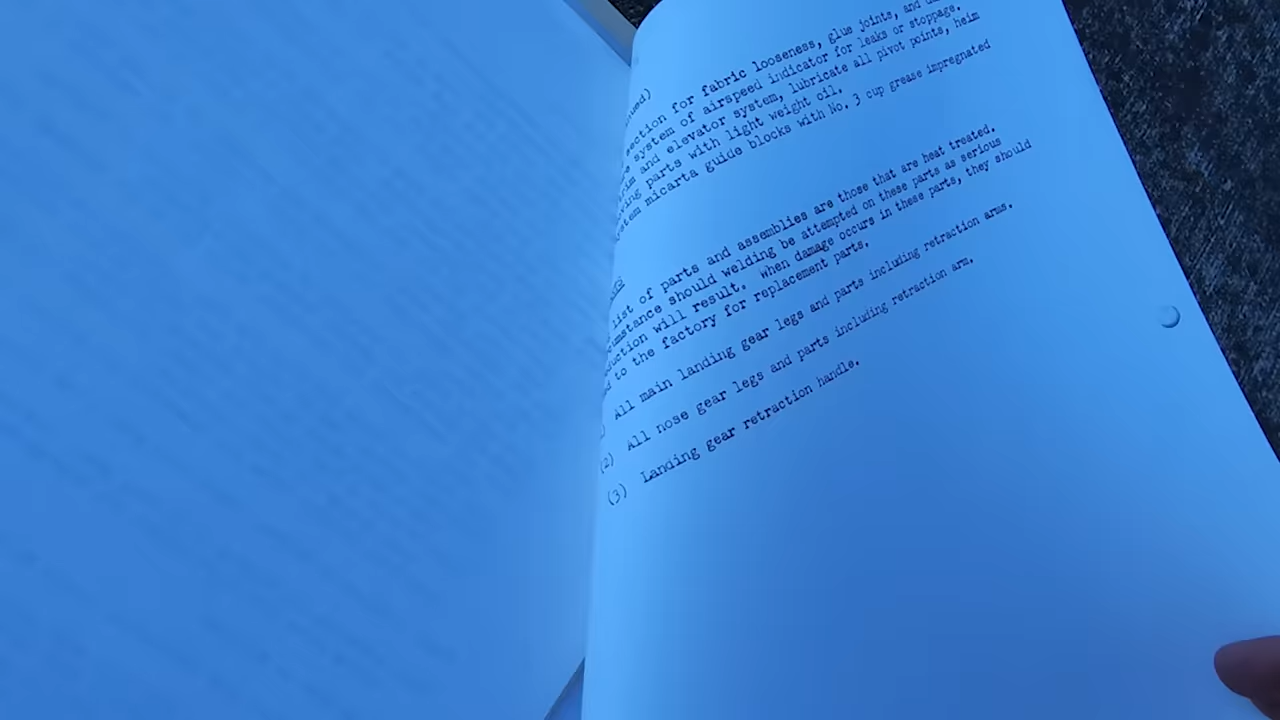 for fabric looseness, glue joints, and
system of airspeed indicator for leaks or stoppage.
and elevator system, lubricate all pivot points, heim
parts with light weight oil.
micarta guide blocks with No. 3 cup grease impregnated
list of parts and assemblies are those that are heat treated.
should welding be attempted on these parts as serious
will result. When damage occurs in these parts, they should
to the factory for replacement parts.
All main landing gear legs and parts including retraction arms.
(2) All nose gear legs and parts including retraction arm.
(3) Landing gear retraction handle.